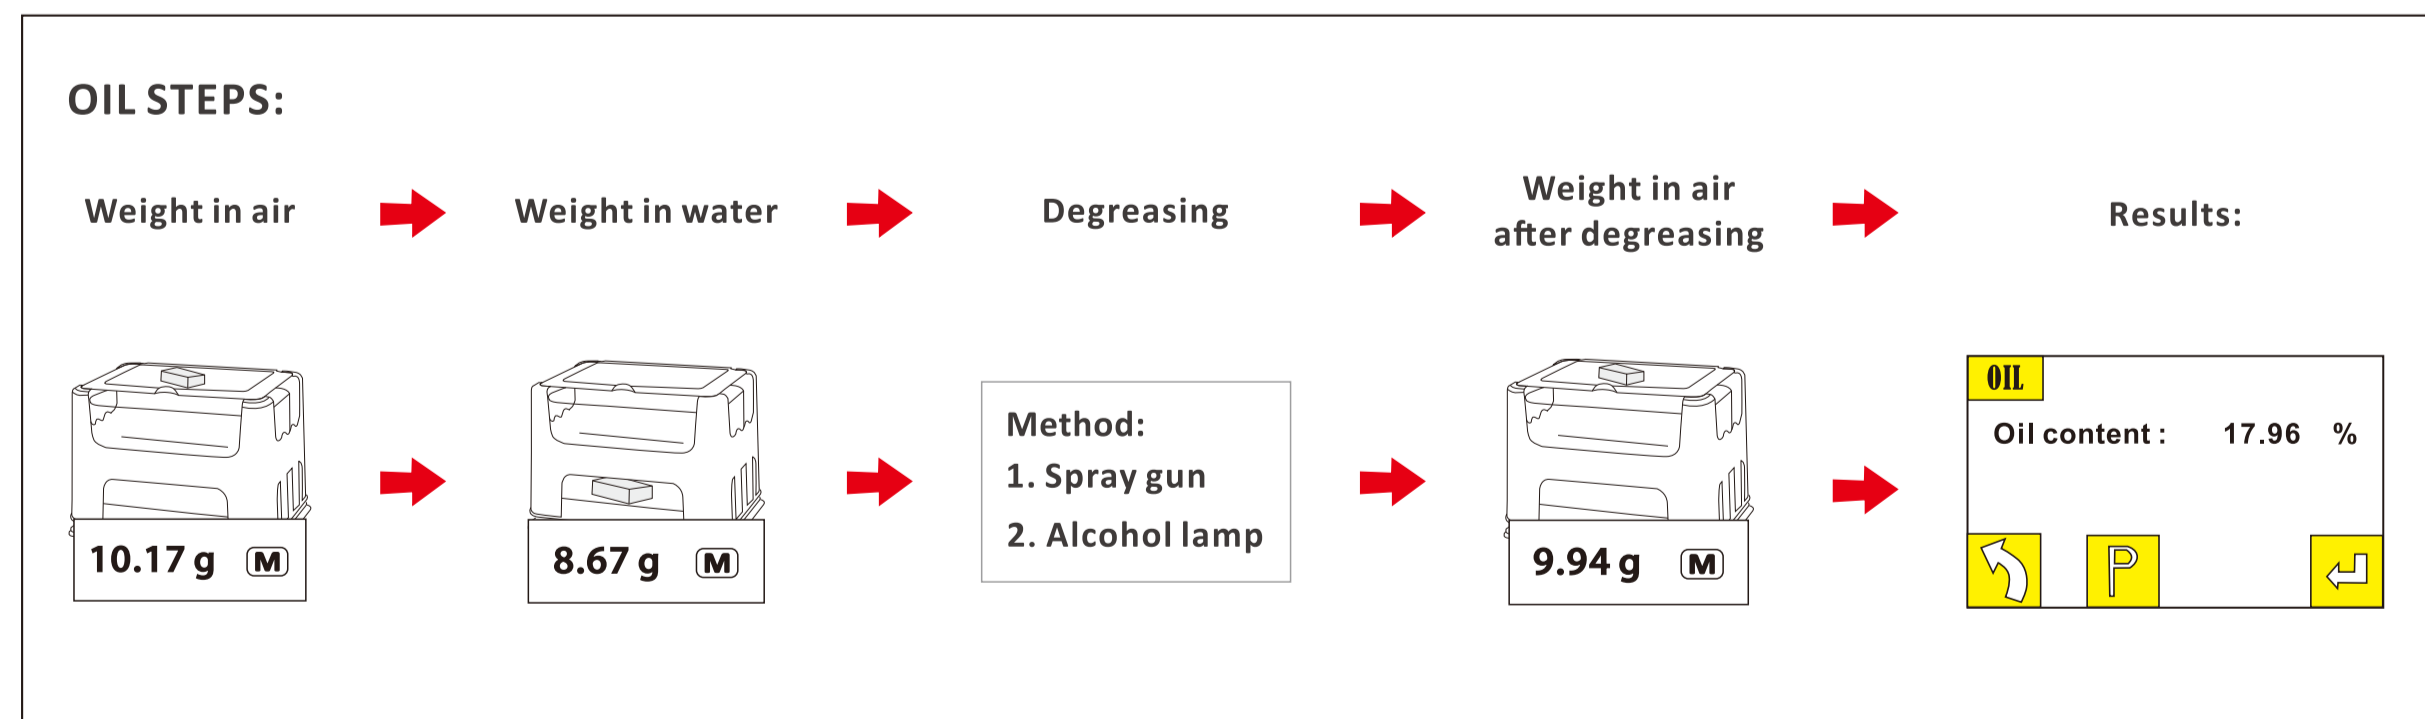 OIL STEPS:
Weight in air
Weight in water
Degreasing
Weight in air
after degreasing
Results:
10.17 g M
8.67 g M
Method:
1. Spray gun
2. Alcohol lamp
9.94 g M
OIL
Oil content : 17.96 %
P